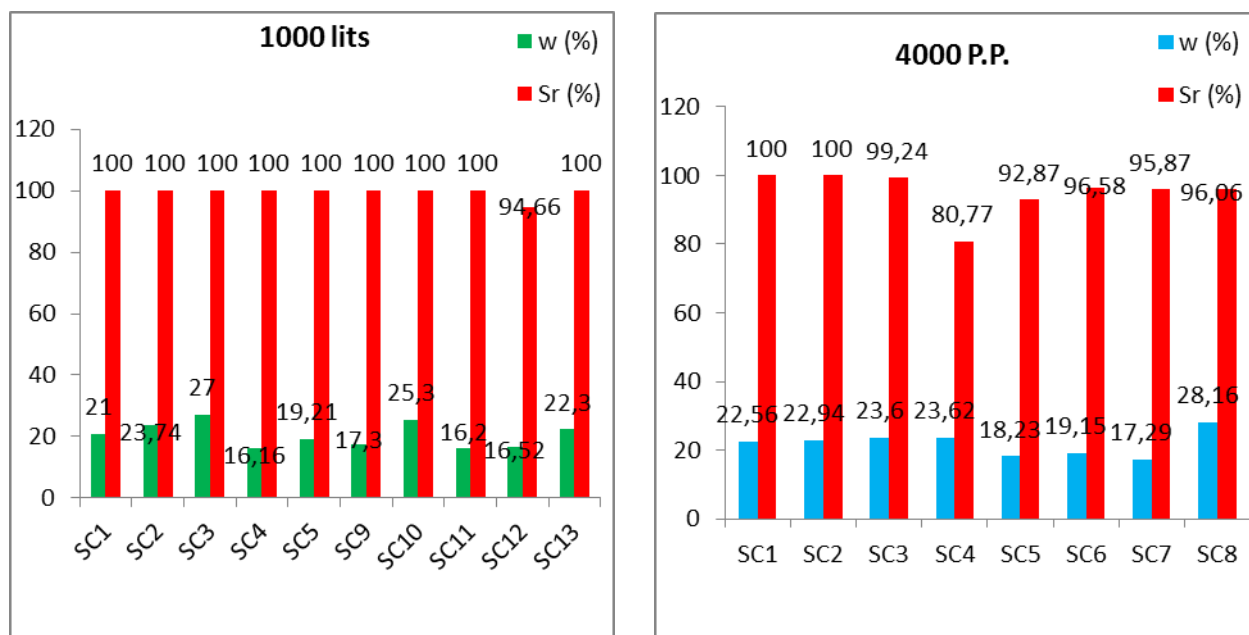 1000 lits
w (%)
Sr (%)
120
100
80
60
40
20
0
100 100 100 100 100 100 100 100 94,66 100
21 23,74 27 16,16 19,21 17,3 25,3 16,2 16,52 22,3
SC1 SC2 SC3 SC4 SC5 SC9 SC10 SC11 SC12 SC13
4000 P.P.
w (%)
Sr (%)
120
100
80
60
40
20
0
100 100 99,24 80,77 92,87 96,58 95,87 96,06
22,56 22,94 23,6 23,62 18,23 19,15 17,29 28,16
SC1 SC2 SC3 SC4 SC5 SC6 SC7 SC8